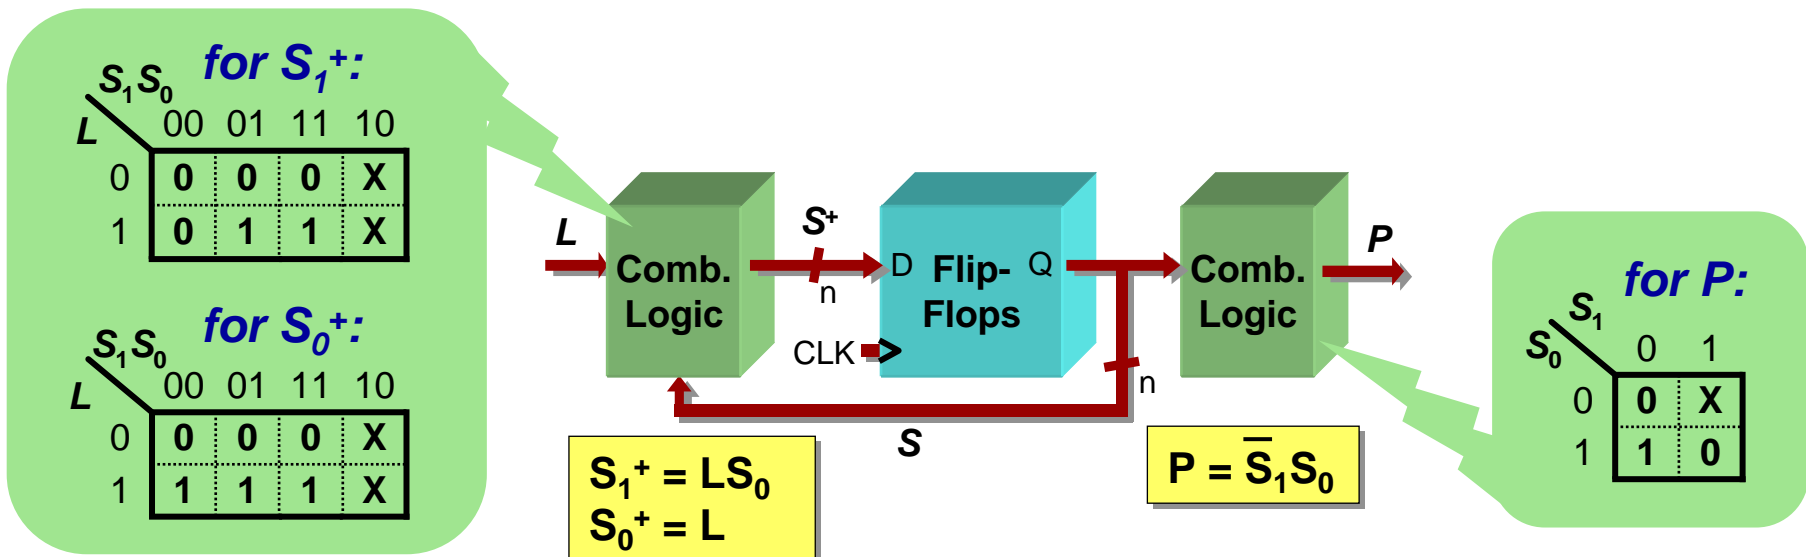 for S₁⁺:
S₁S₀
L
00 01 11 10
0 0 0 0 X
1 0 1 1 X
for S₀⁺:
S₁S₀
L
00 01 11 10
0 0 0 0 X
1 1 1 1 X
L
Comb.
Logic
S⁺
n
D Flip- Q
Flops
CLK
Comb.
Logic
P
n
S
S₁⁺ = LS₀
S₀⁺ = L
P = S̅₁S₀
for P:
S₁
S₀
0 1
0 0 X
1 1 0